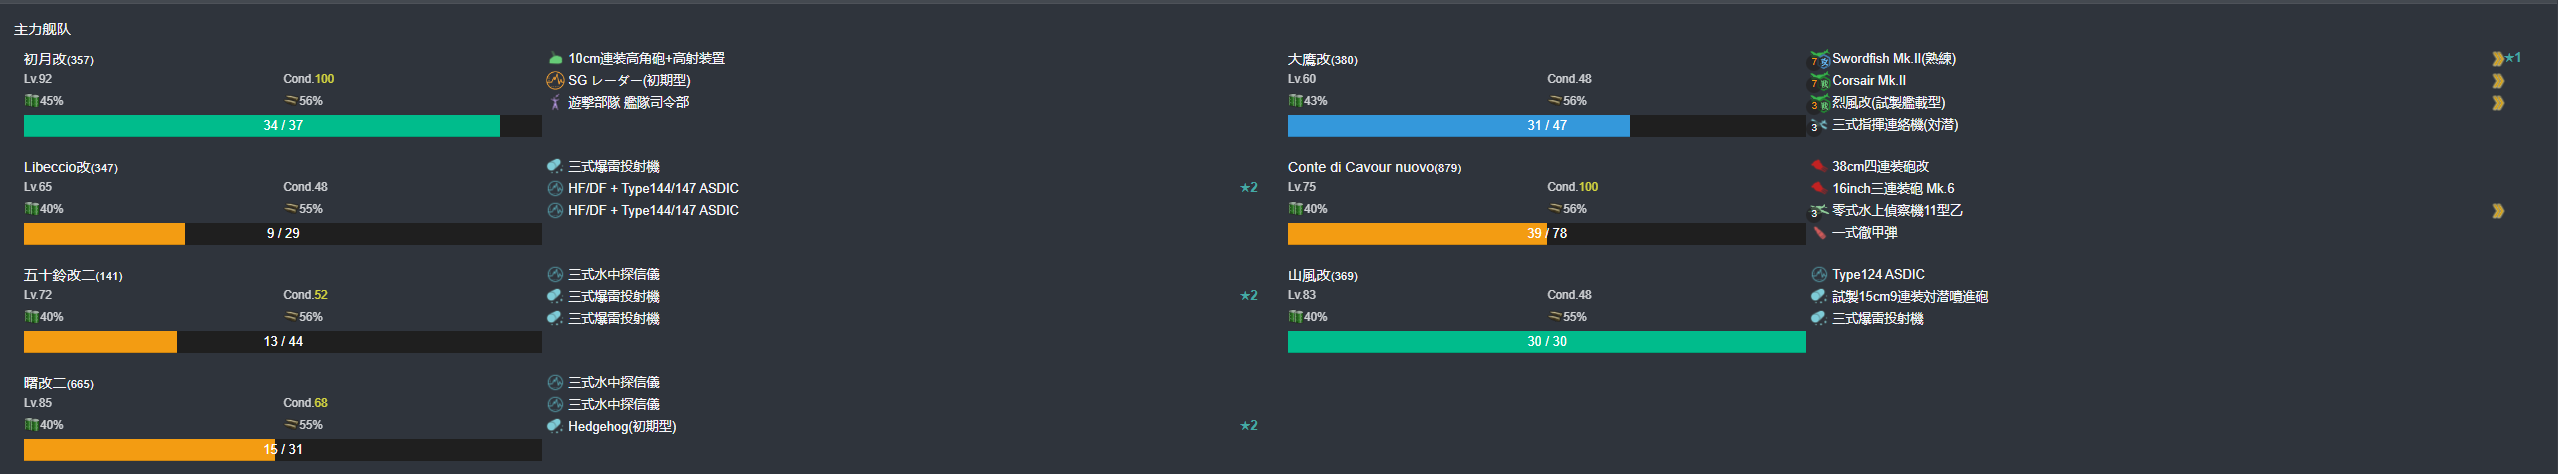 主力舰队
初月改(357)
Lv.92 Cond.100
45% 56%
34 / 37
10cm連装高角砲+高射装置
SG レーダー(初期型)
遊撃部隊 艦隊司令部
大鷹改(380)
Lv.60 Cond.48
43% 56%
31 / 47
7 女 Swordfish Mk.II(熟練) ★1
7 戦 Corsair Mk.II
3 戦 烈風改(試製艦載型)
3 三式指揮連絡機(対潜)
Libeccio改(347)
Lv.65 Cond.48
40% 55%
9 / 29
三式爆雷投射機
HF/DF + Type144/147 ASDIC ★2
HF/DF + Type144/147 ASDIC
Conte di Cavour nuovo(879)
Lv.75 Cond.100
40% 56%
39 / 78
38cm四連装砲改
16inch三連装砲 Mk.6
3 零式水上偵察機11型乙
一式徹甲弾
五十鈴改二(141)
Lv.72 Cond.52
40% 56%
13 / 44
三式水中探信儀
三式爆雷投射機 ★2
三式爆雷投射機
山風改(369)
Lv.83 Cond.48
40% 55%
30 / 30
Type124 ASDIC
試製15cm9連装対潜噴進砲
三式爆雷投射機
曙改二(665)
Lv.85 Cond.68
40% 55%
15 / 31
三式水中探信儀
三式水中探信儀
Hedgehog(初期型) ★2